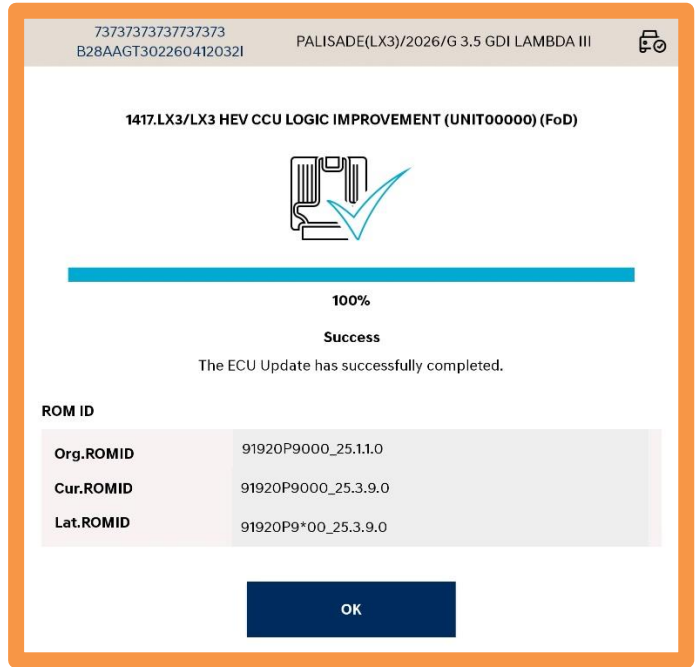 73737373737737373
B28AAGT302260412032I
PALISADE(LX3)/2026/G 3.5 GDI LAMBDA III
1417.LX3/LX3 HEV CCU LOGIC IMPROVEMENT (UNIT00000) (FoD)
100%
Success
The ECU Update has successfully completed.
ROM ID
Org.ROMID 91920P9000_25.1.1.0
Cur.ROMID 91920P9000_25.3.9.0
Lat.ROMID 91920P9*00_25.3.9.0
OK